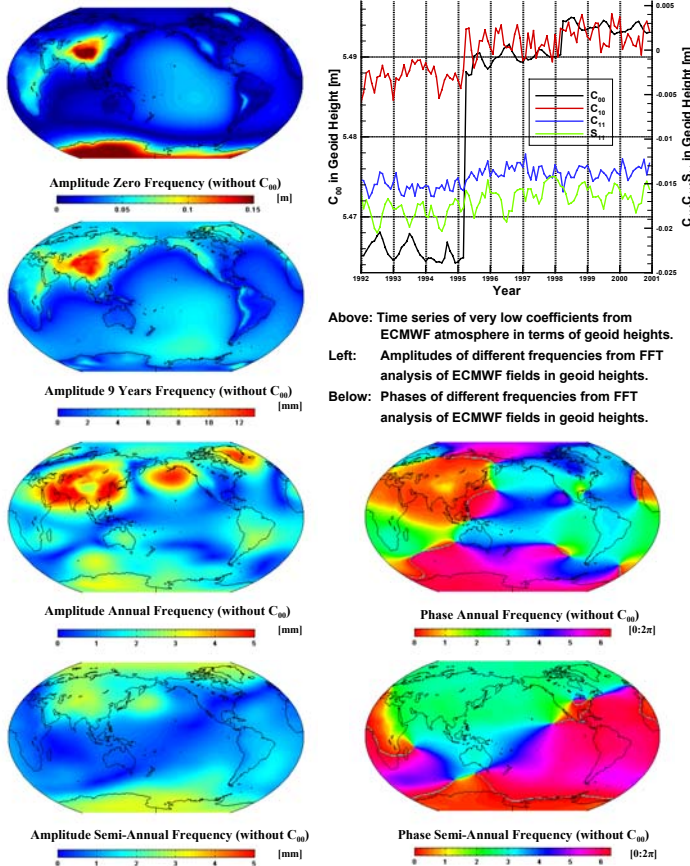 Amplitude Zero Frequency (without C00)
[m]
0 0.05 0.1 0.15
Amplitude 9 Years Frequency (without C00)
[mm]
0 2 4 6 8 10 12
C00 in Geoid Height [m]
5.49
5.48
5.47
C00
C10
C11
S11
0.005
0
-0.005
-0.01
-0.015
-0.02
-0.025
in Geoid Height [m]
1992 1993 1994 1995 1996 1997 1998 1999 2000 2001
Year
Above: Time series of very low coefficients from
ECMWF atmosphere in terms of geoid heights.
Left: Amplitudes of different frequencies from FFT
analysis of ECMWF fields in geoid heights.
Below: Phases of different frequencies from FFT
analysis of ECMWF fields in geoid heights.
Amplitude Annual Frequency (without C00)
[mm]
0 1 2 3 4 5
Phase Annual Frequency (without C00)
[0:2π]
0 1 2 3 4 5 6
Amplitude Semi-Annual Frequency (without C00)
[mm]
0 1 2 3 4 5
Phase Semi-Annual Frequency (without C00)
[0:2π]
0 1 2 3 4 5 6